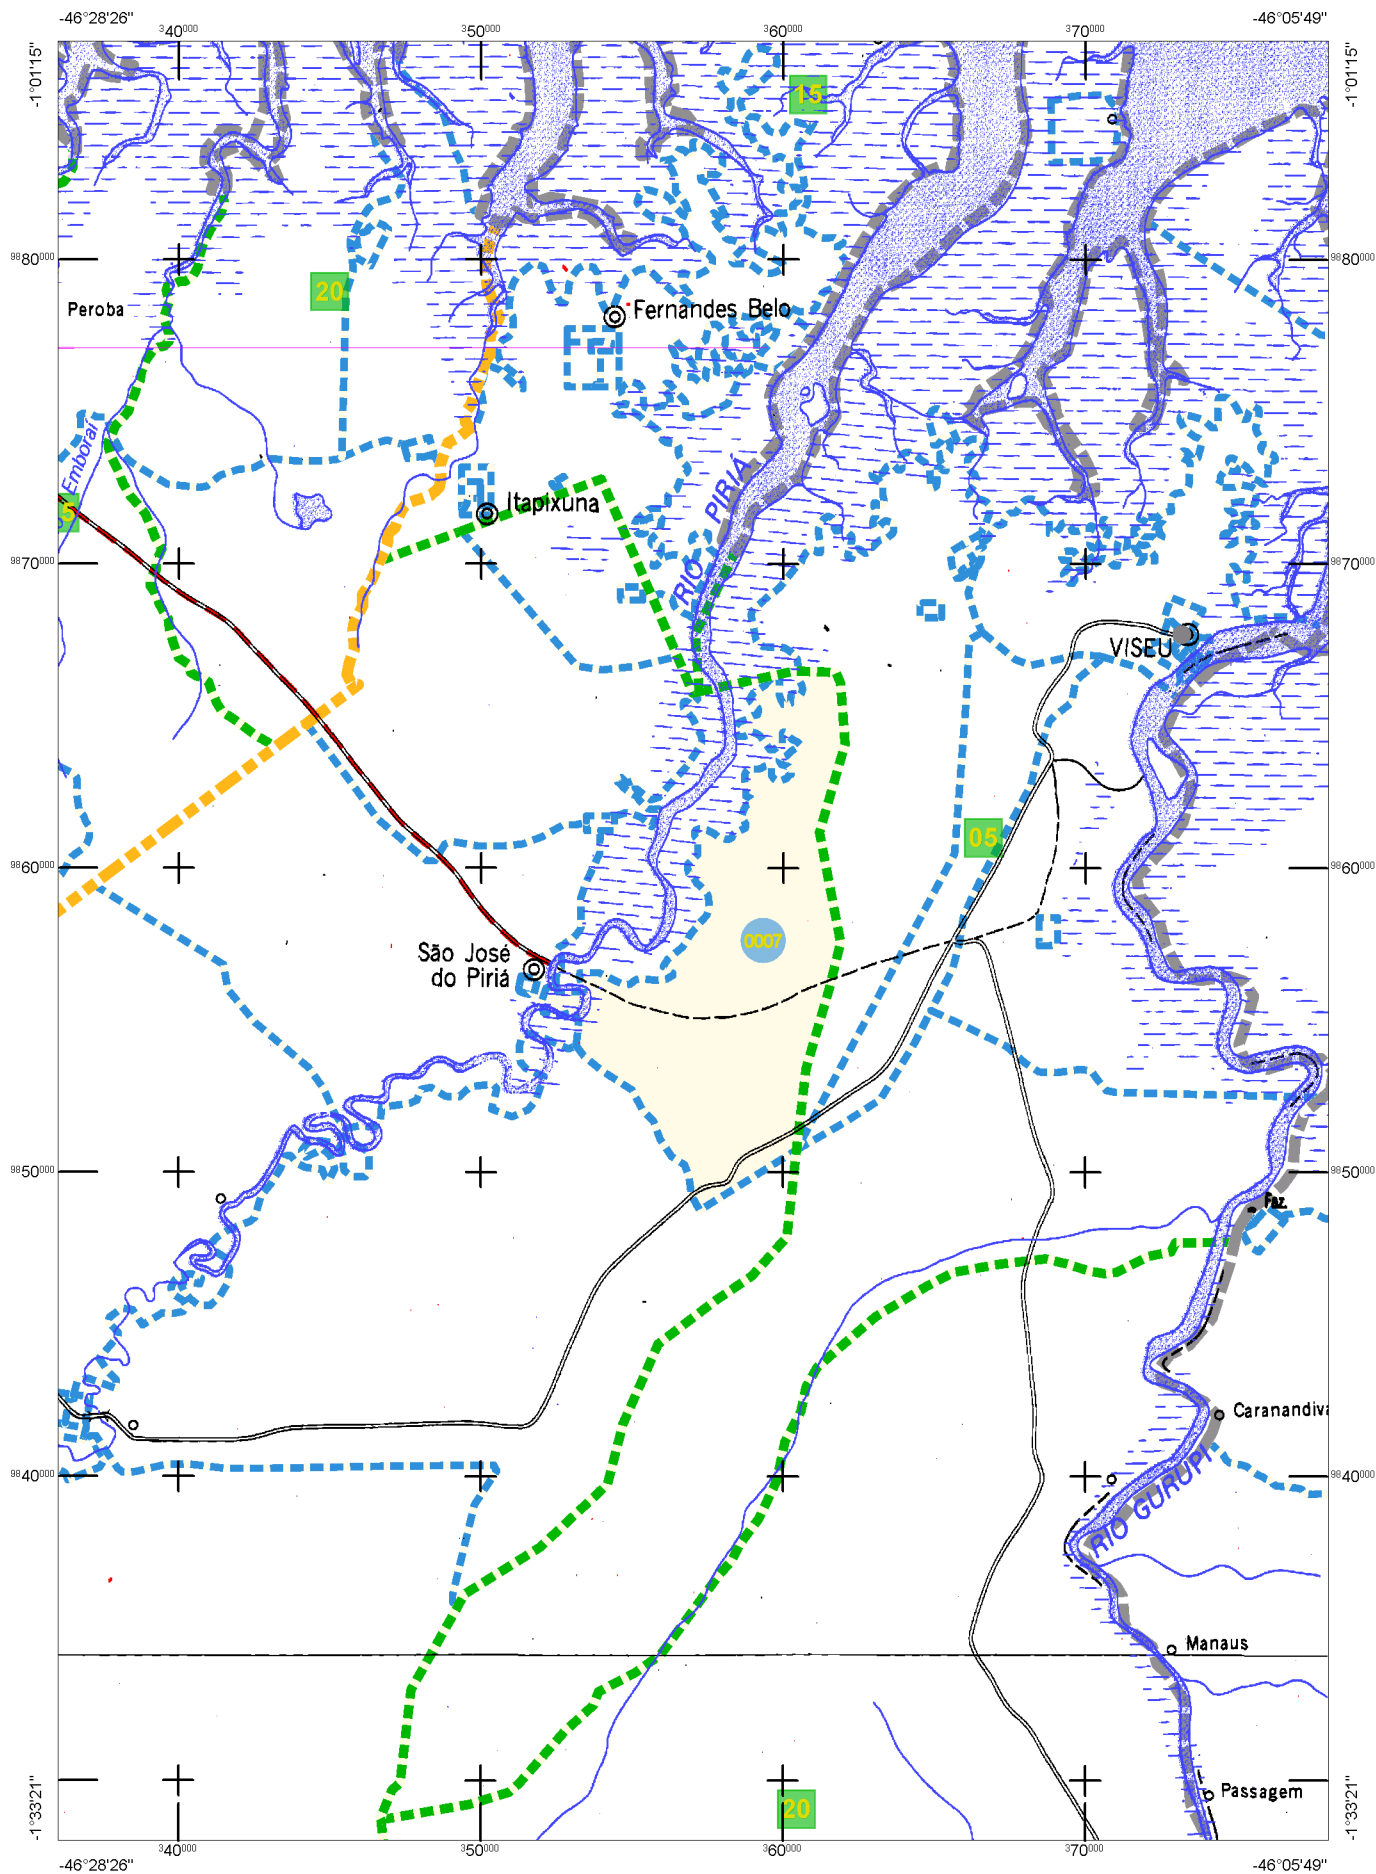 -46°28'26"
-46°05'49"
340000
350000
360000
370000
-1°01'15"
-1°01'15"
15
9880000
9880000
20
Peroba
Fernandes Belo
Emboraí
RIO PIRIÁ
Itapixuna
5
9870000
9870000
VISEU
05
9860000
9860000
0007
São José
do Piriá
9850000
9850000
Faz.
Caranandiva
9840000
9840000
RIO GURUPI
Manaus
Passagem
20
-1°33'21"
-1°33'21"
340000
350000
360000
370000
-46°28'26"
-46°05'49"